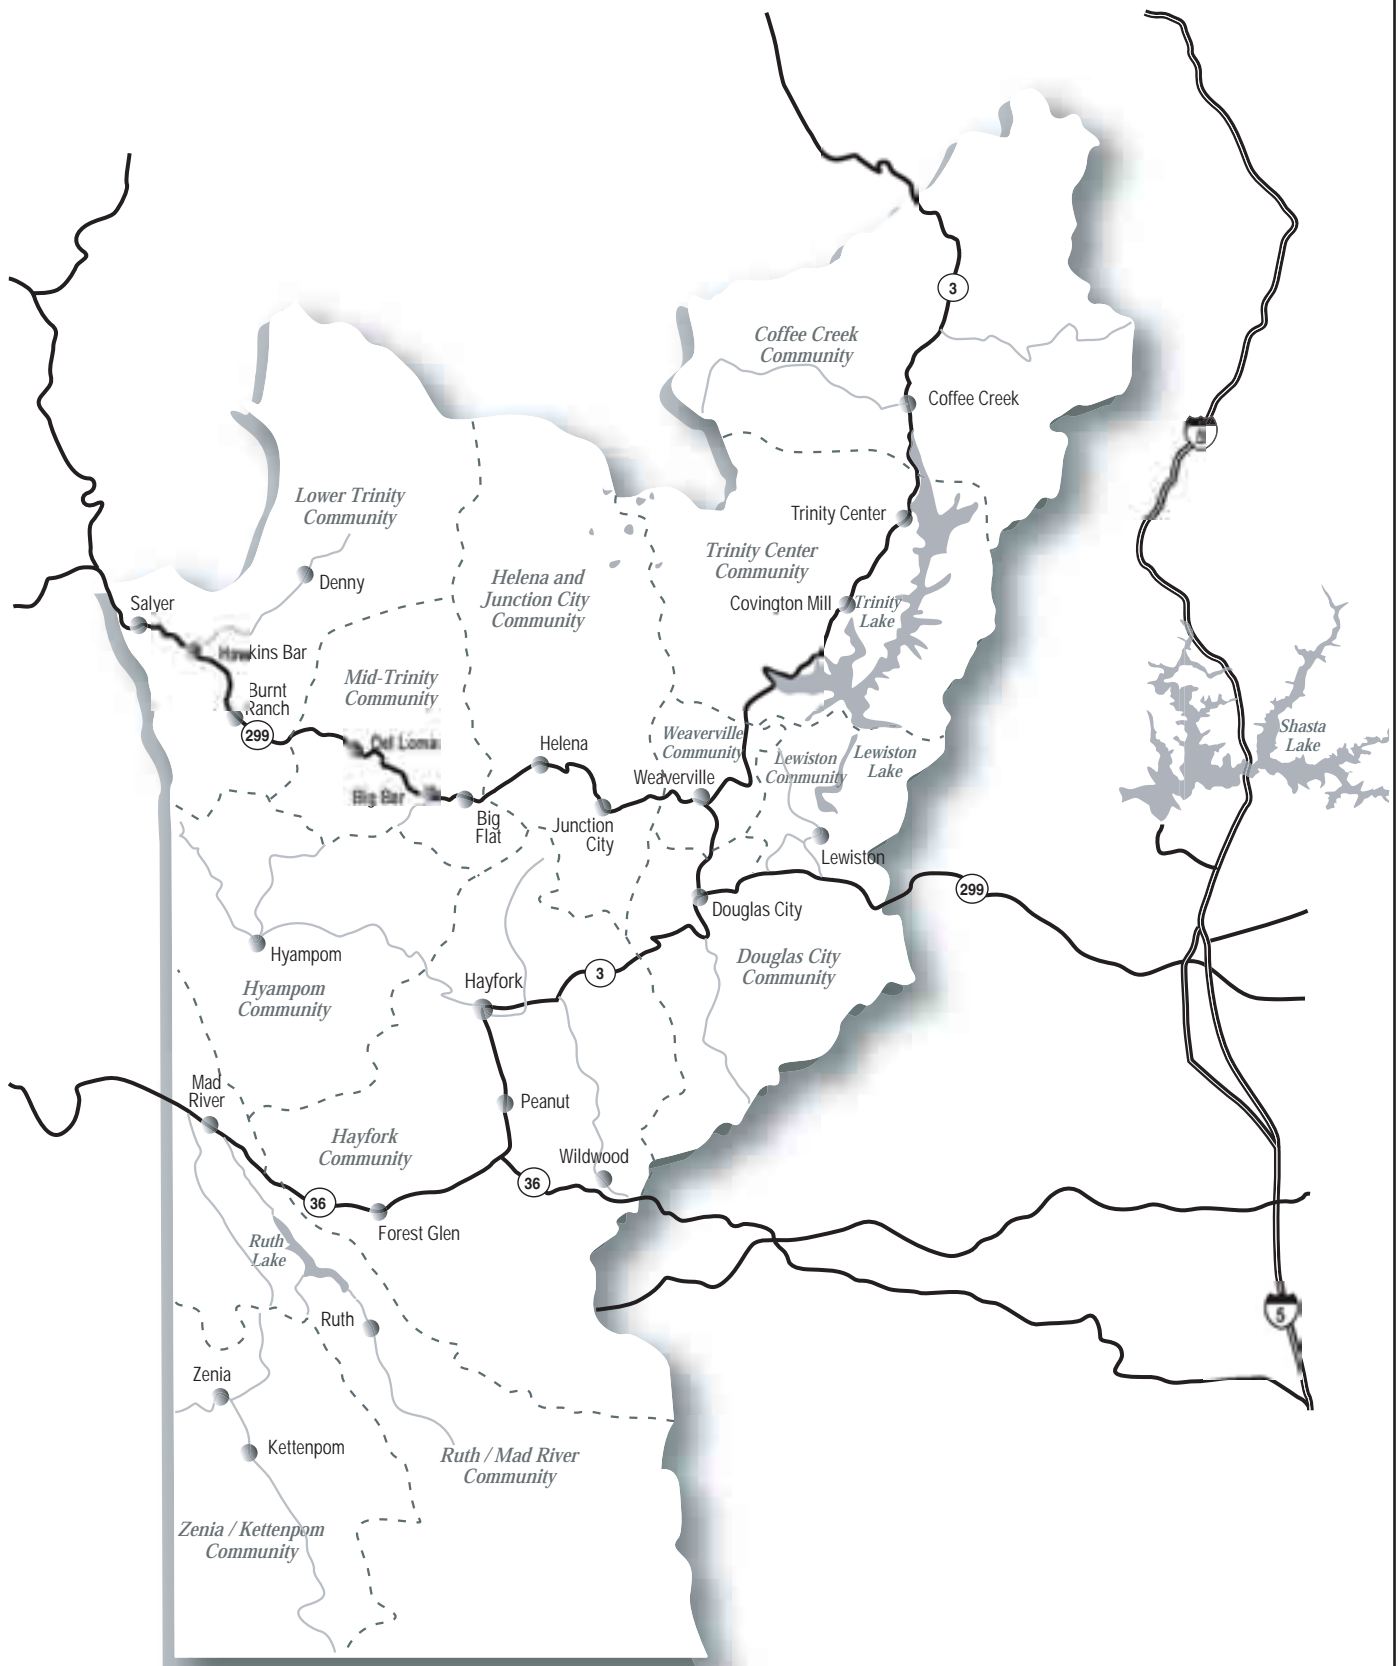 3
Coffee Creek
Community
Coffee Creek
Lower Trinity
Community
Trinity Center
Trinity Center
Community
Denny
Helena and
Junction City
Community
Salyer
Covington Mill
Trinity
Lake
Hawkins Bar
Mid-Trinity
Community
Burnt
Ranch
299
Del Loma
Helena
Weaverville
Community
Lewiston
Community
Lewiston
Lake
Shasta
Lake
Weaverville
Big Bar
Big
Flat
Junction
City
Lewiston
299
Douglas City
Hyampom
Hyampom
Community
Hayfork
3
Douglas City
Community
Mad
River
Peanut
Hayfork
Community
Wildwood
36
36
Forest Glen
Ruth
Lake
Ruth
5
Zenia
Kettenpom
Ruth / Mad River
Community
Zenia / Kettenpom
Community